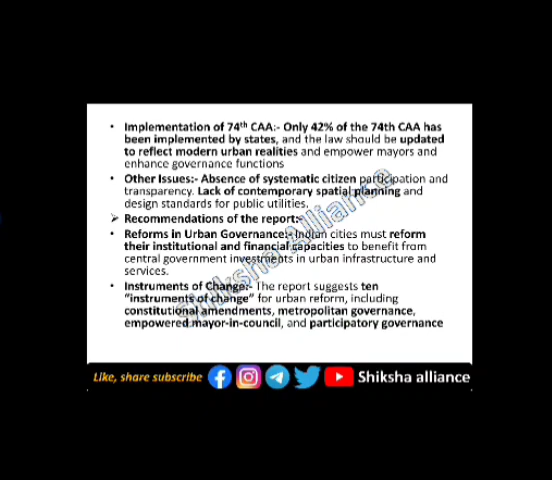 • Implementation of 74th CAA:- Only 42% of the 74th CAA has
been implemented by states, and the law should be updated
to reflect modern urban realities and empower mayors and
enhance governance functions
• Other Issues:- Absence of systematic citizen participation and
transparency. Lack of contemporary spatial planning and
design standards for public utilities.
➢ Recommendations of the report:-
• Reforms in Urban Governance:- Indian cities must reform
their institutional and financial capacities to benefit from
central government investments in urban infrastructure and
services.
• Instruments of Change:- The report suggests ten
"instruments of change" for urban reform, including
constitutional amendments, metropolitan governance,
empowered mayor-in-council, and participatory governance
Shiksha Alliance
Like, share subscribe Shiksha alliance